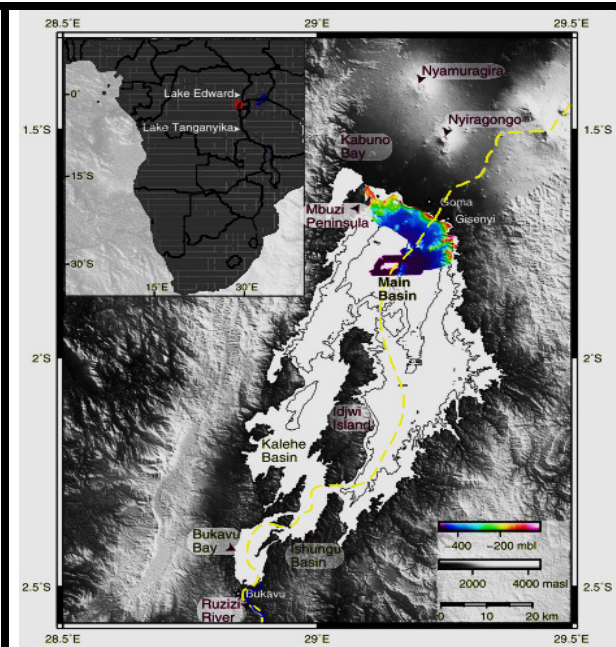 28.5°E
29°E
29.5°E
2.5°S
Lake Edward
0°
Lake Tanganyika
-15°S
-30°S
15°E
30°E
Nyamuragira
Nyiragongo
1.5°S
1.5°S
Kabuno
Bay
Goma
Mbuzi
Peninsula
Gisenyi
Main
Basin
2°S
2°S
Idjwi
Island
Kalehe
Basin
Bukavu
Bay
Ishungu
Basin
-400
-200 mbl
2000
4000 masl
0
10
20 km
2.5°S
2.5°S
Bukavu
Ruzizi
River
28.5°E
29°E
29.5°E